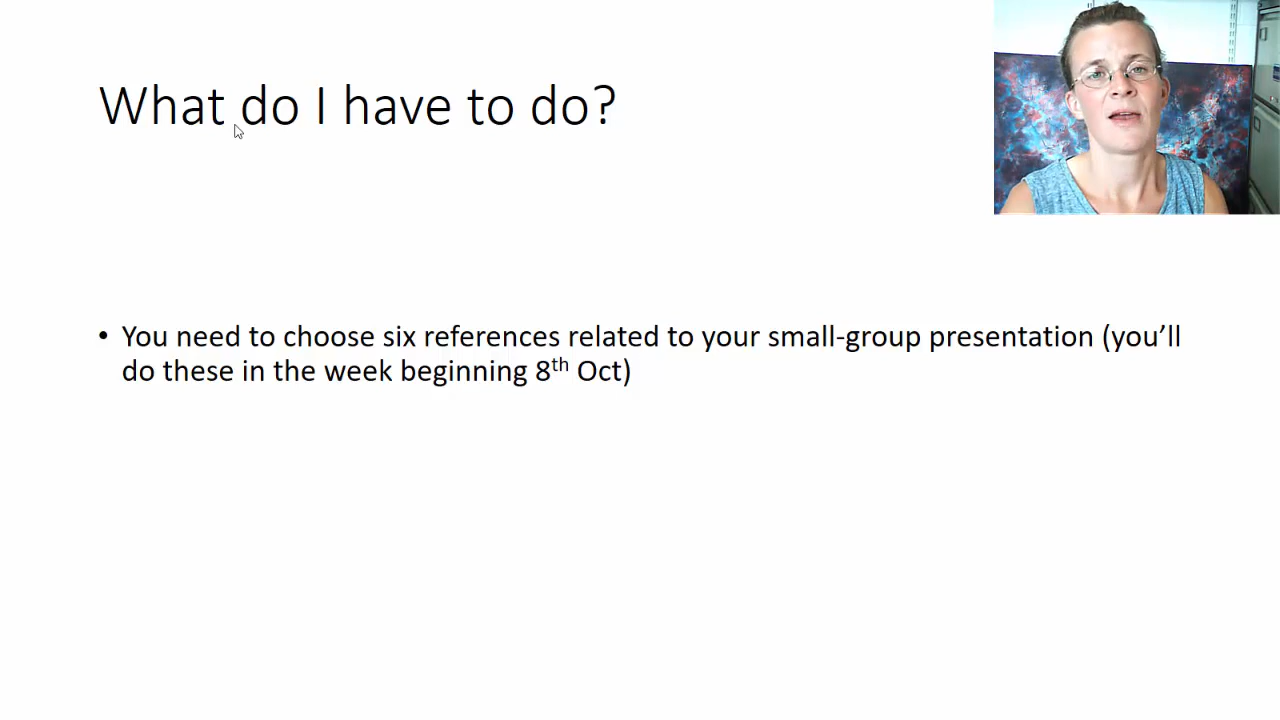 What do I have to do?
• You need to choose six references related to your small-group presentation (you’ll
do these in the week beginning 8th Oct)